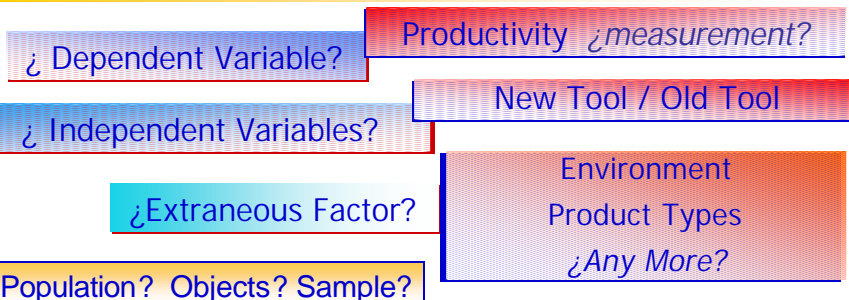 ¿ Dependent Variable?
Productivity ¿measurement?
¿ Independent Variables?
New Tool / Old Tool
¿Extraneous Factor?
Environment
Product Types
¿Any More?
Population? Objects? Sample?